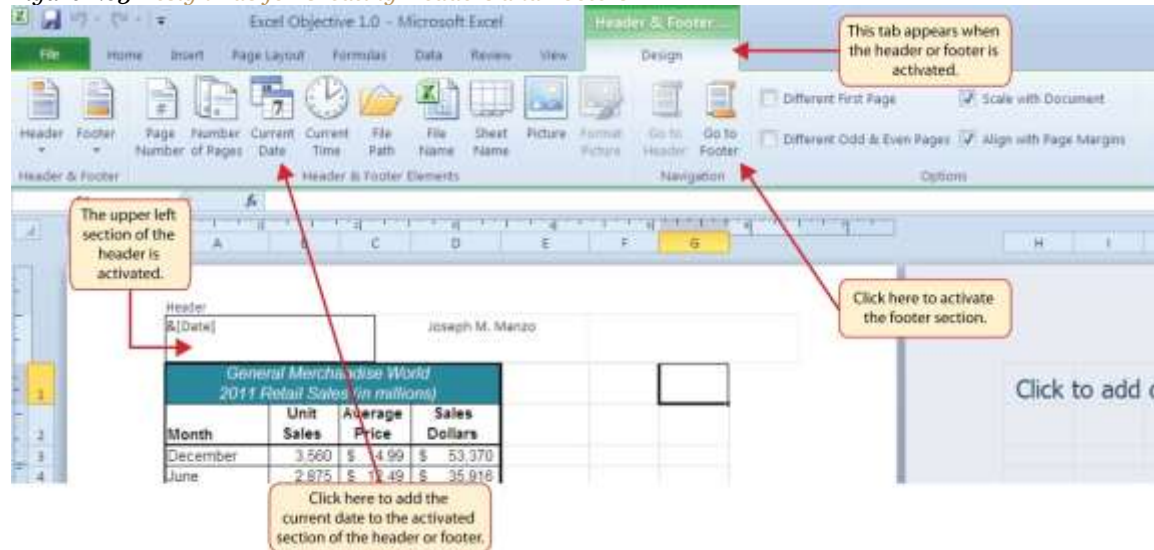 Excel Objective 1.0 - Microsoft Excel
Header & Footer...
File Home Insert Page Layout Formulas Data Review View Design
This tab appears when
the header or footer is
activated.
Header
Footer
Page
Number
Number
of Pages
Current
Date
Current
Time
File
Path
File
Name
Sheet
Name
Picture
Format
Picture
Go to
Header
Go to
Footer
Different First Page
Scale with Document
Different Odd & Even Pages
Align with Page Margins
Header & Footer
Header & Footer Elements
Navigation
Options
fx
The upper left
section of the
header is
activated.
A C D E F G H I
Click here to activate
the footer section.
Header
&[Date]
Joseph M. Manzo
General Merchandise World
2011 Retail Sales (in millions)
Month Unit Sales Average Price Sales Dollars
1
2
3 December 3,560 $ 4.99 $ 53,370
4 June 2,875 $ 12.49 $ 35,916
Click to add
Click here to add the
current date to the activated
section of the header or footer.